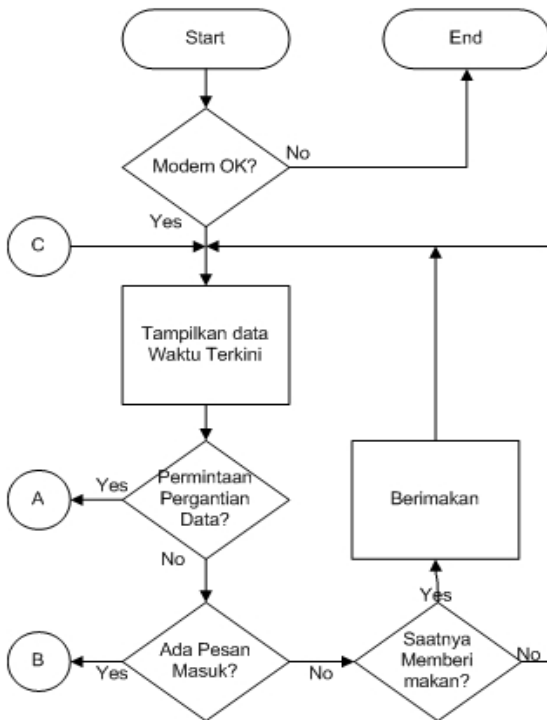 Start
End
Modem OK?
No
Yes
C
Tampilkan data
Waktu Terkini
Permintaan
Pergantian
Data?
Yes
A
Berimakan
No
Yes
Ada Pesan
Masuk?
Yes
B
No
Saatnya
Memberi
makan?
No